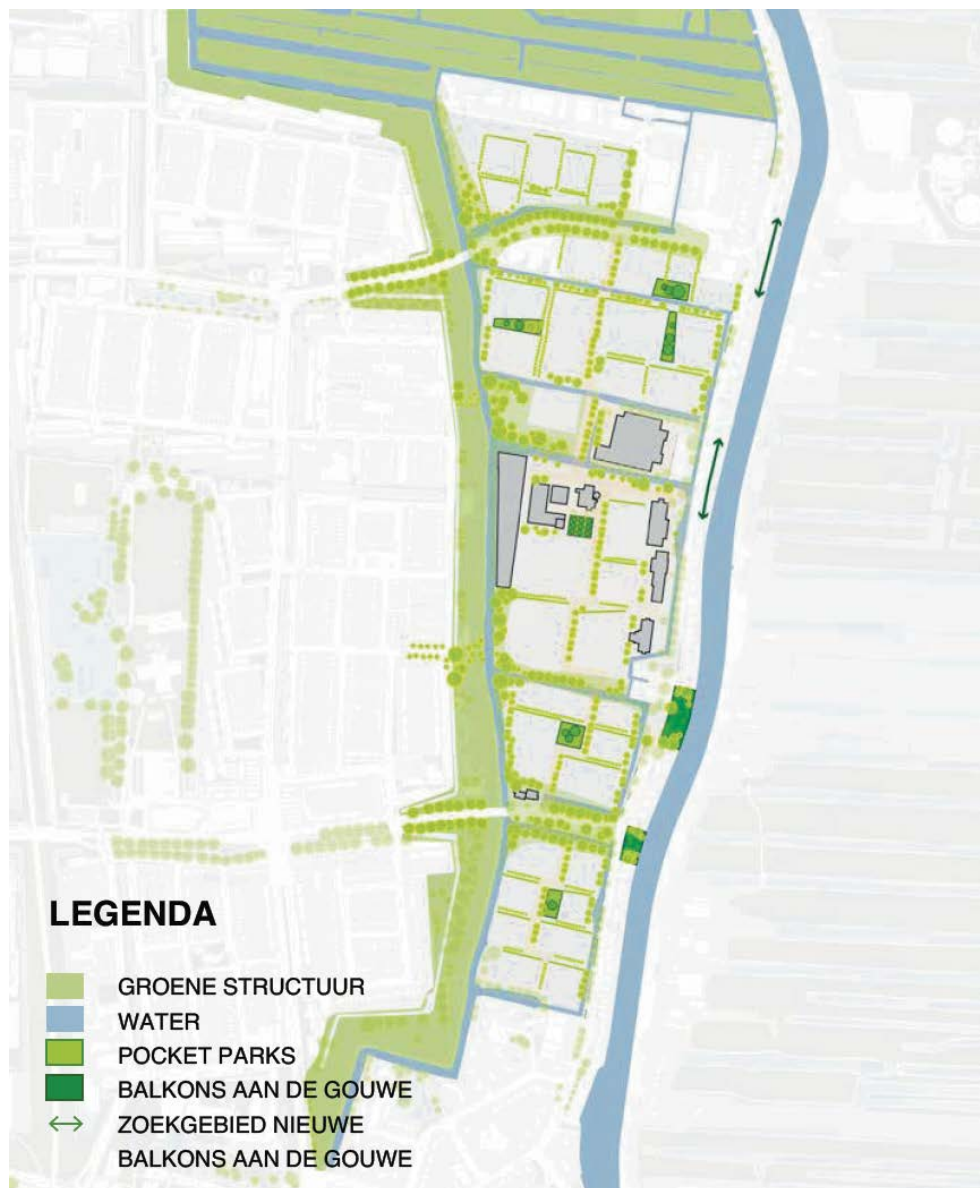 LEGENDA
GROENE STRUCTUUR
WATER
POCKET PARKS
BALKONS AAN DE GOUWE
ZOEKGEBIED NIEUWE
BALKONS AAN DE GOUWE